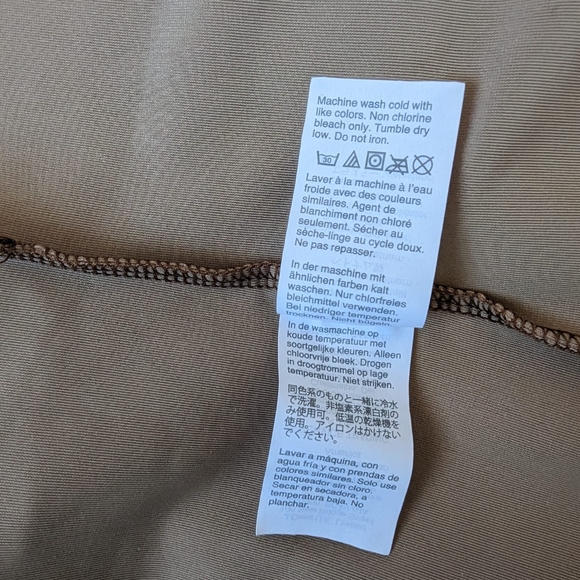 Machine wash cold with
like colors. Non chlorine
bleach only. Tumble dry
low. Do not iron.
30
Laver à la machine à l'eau
froide avec des couleurs
similaires. Agent de
blanchiment non chloré
Sécher au
sèche-linge au cycle doux.
Ne pas repasser.
In der maschine mit
ähnlichen farben kalt
waschen. Nur chlorfreies
bleichmittel verwenden.
Bei niedriger temperatur
trocknen. Nicht bügeln.
In de wasmachine op
koude temperatuur met
soortgelijke kleuren. Alleen
chloorvrije bleek. Drogen
in droogtrommel op lage
temperatuur. Niet strijken.
同色系のものと一緒に冷水
で洗濯。非塩素系漂白剤の
み使用可。低温の乾燥機を
使用。アイロンはかけない
でください。
Lavar a máquina, con
agua fría y con prendas de
colores similares. Solo use
blanqueador sin cloro.
Secar en secadora, a
temperatura baja. No
planchar.